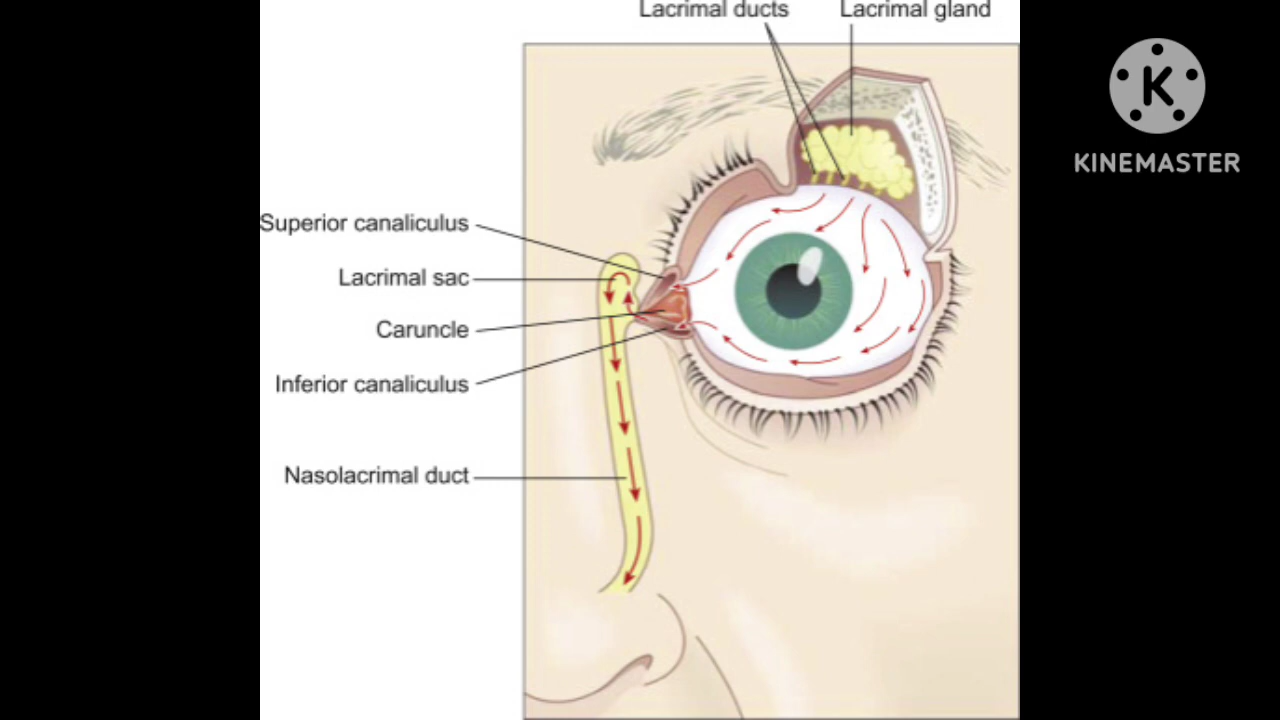 Lacrimal ducts
Lacrimal gland
K
KINEMASTER
Superior canaliculus
Lacrimal sac
Caruncle
Inferior canaliculus
Nasolacrimal duct